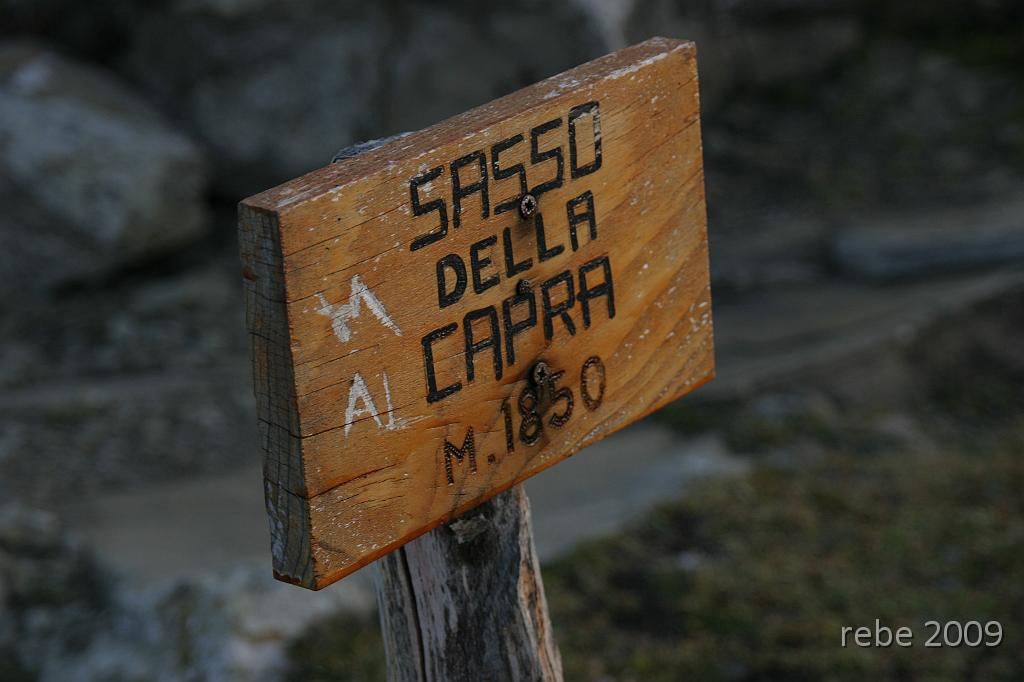 SASSO
DELLA
CAPRA
M. 1850
M
AL
rebe 2009